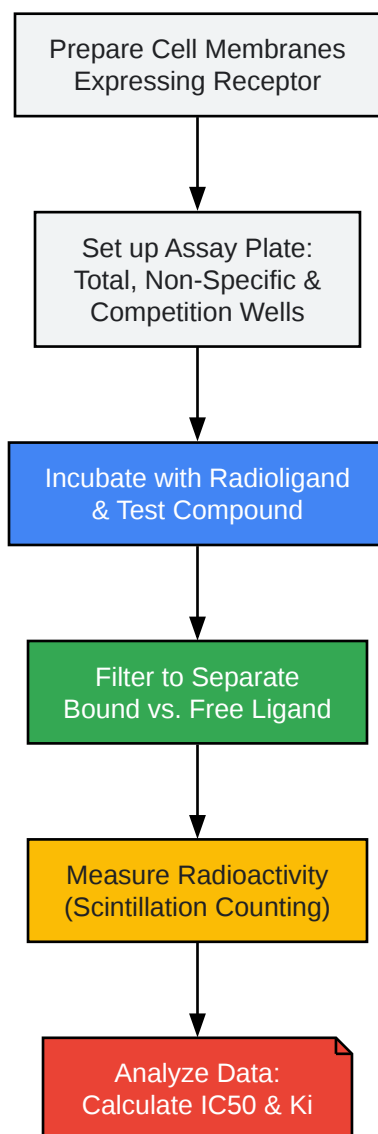 Prepare Cell Membranes
Expressing Receptor
Set up Assay Plate:
Total, Non-Specific &
Competition Wells
Incubate with Radioligand
& Test Compound
Filter to Separate
Bound vs. Free Ligand
Measure Radioactivity
(Scintillation Counting)
Analyze Data:
Calculate IC50 & Ki